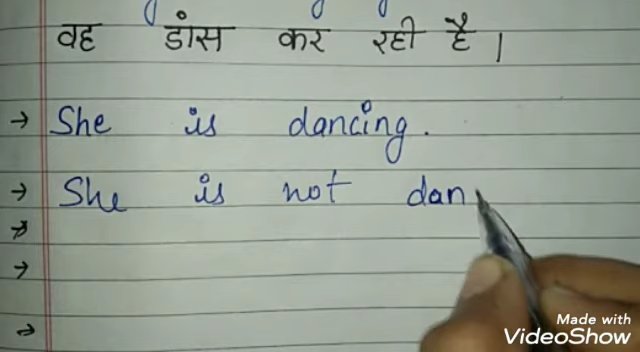 वह डांस कर रही है।
→ She is dancing.
→ She is not dan
→
→
→
Made with
VideoShow